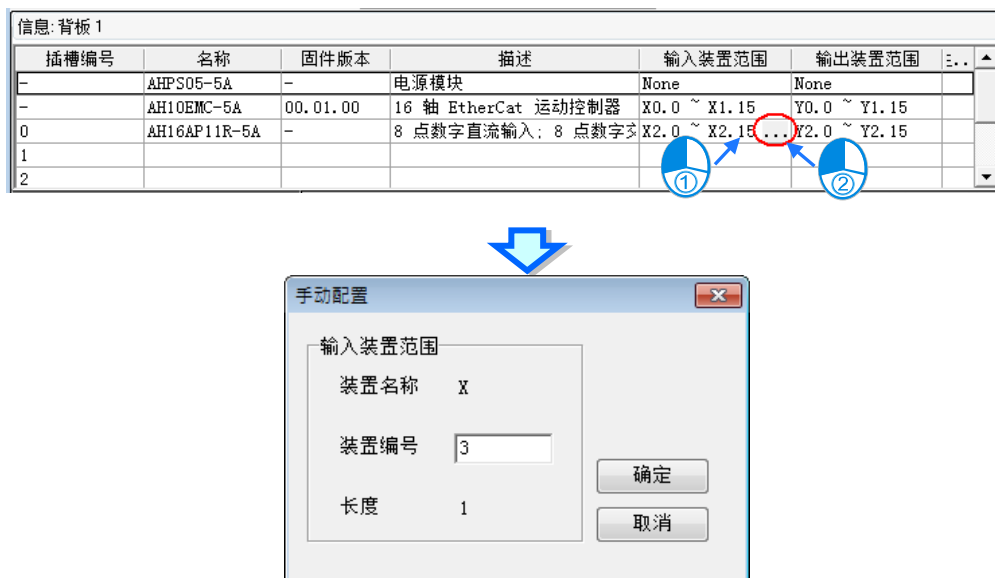 信息: 背板 1
插槽编号 名称 固件版本 描述 输入装置范围 输出装置范围
- AHPS05-5A - 电源模块 None None
- AH10EMC-5A 00.01.00 16 轴 EtherCat 运动控制器 X0.0 ~ X1.15 Y0.0 ~ Y1.15
0 AH16AP11R-5A - 8 点数字直流输入; 8 点数字 X2.0 ~ X2.15 ... Y2.0 ~ Y2.15
1
2
① ②
手动配置
输入装置范围
装置名称 X
装置编号 3
长度 1
确定
取消